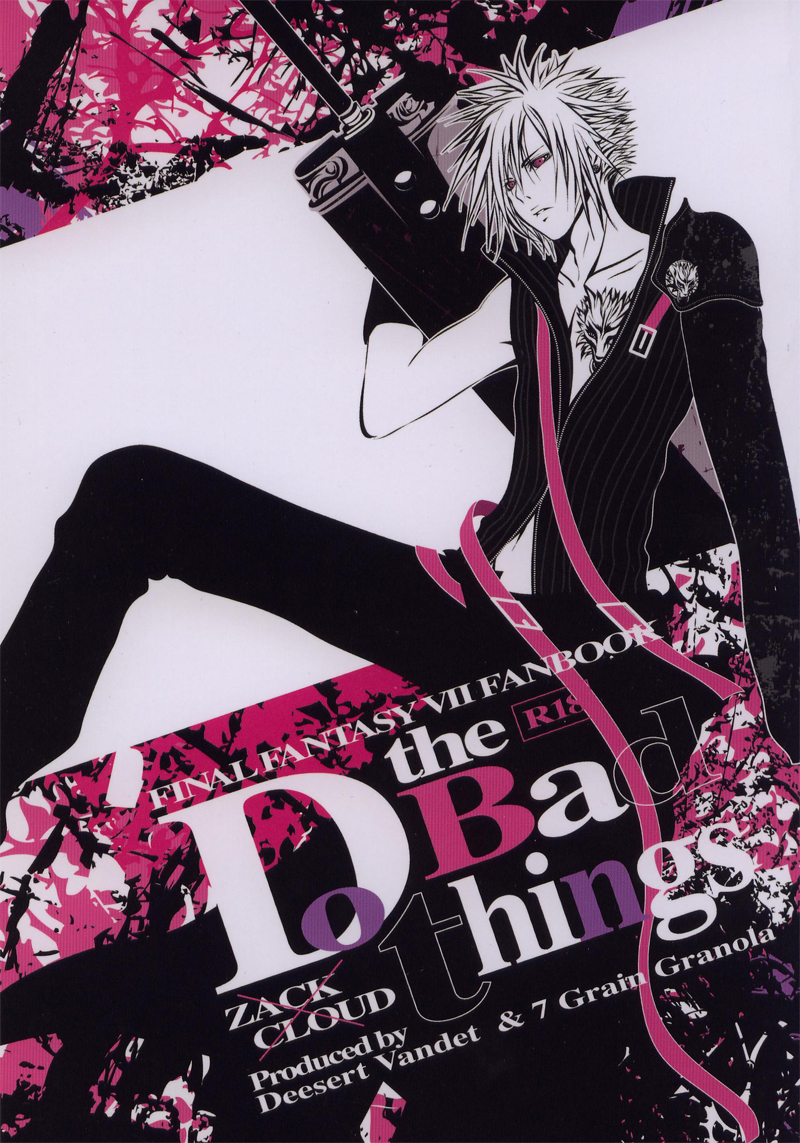 FINAL FANTASY VII FANBOOK
R18
Do the Bad things
ZACK
CLOUD
Produced by
Deesert Vandet & 7 Grain Granola